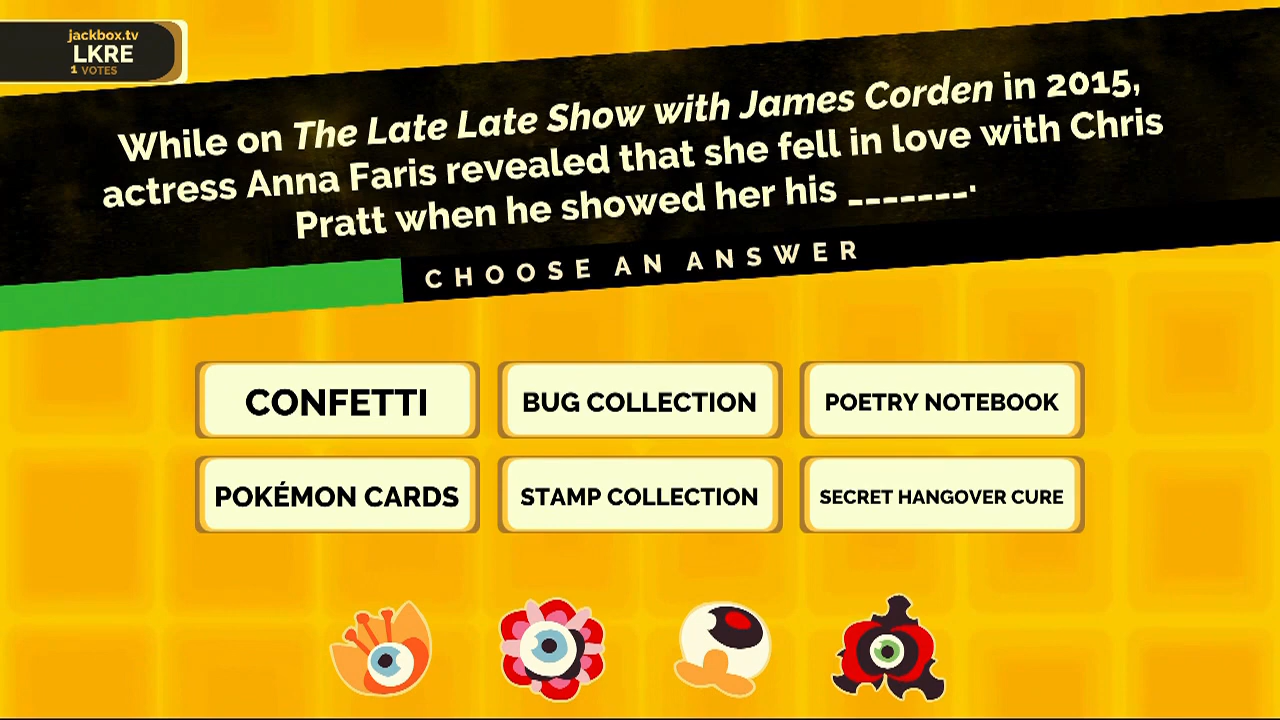 jackbox.tv
LKRE
1 VOTES
While on The Late Late Show with James Corden in 2015,
actress Anna Faris revealed that she fell in love with Chris
Pratt when he showed her his _______.
CHOOSE AN ANSWER
CONFETTI
BUG COLLECTION
POETRY NOTEBOOK
POKÉMON CARDS
STAMP COLLECTION
SECRET HANGOVER CURE